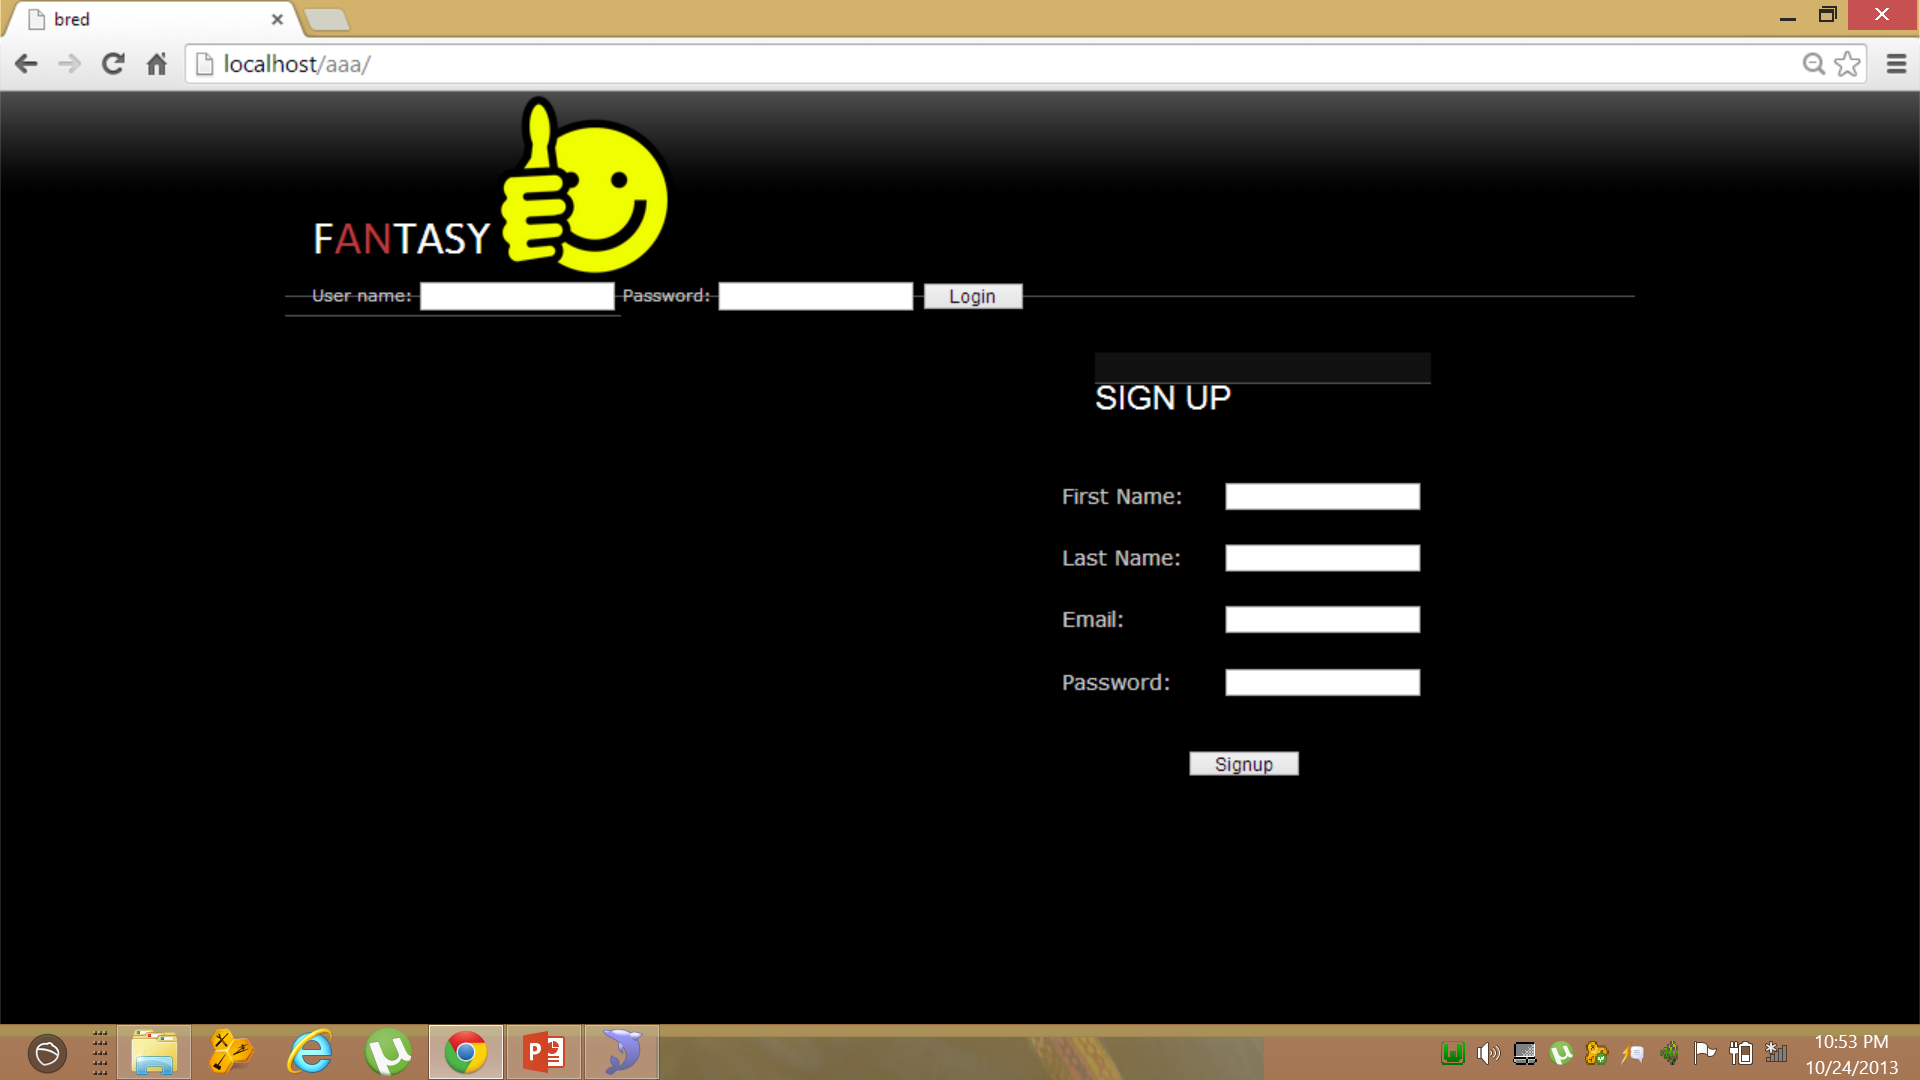 bred
localhost/aaa/
FANTASY
User name: Password: Login
SIGN UP
First Name:
Last Name:
Email:
Password:
Signup
10:53 PM
10/24/2013